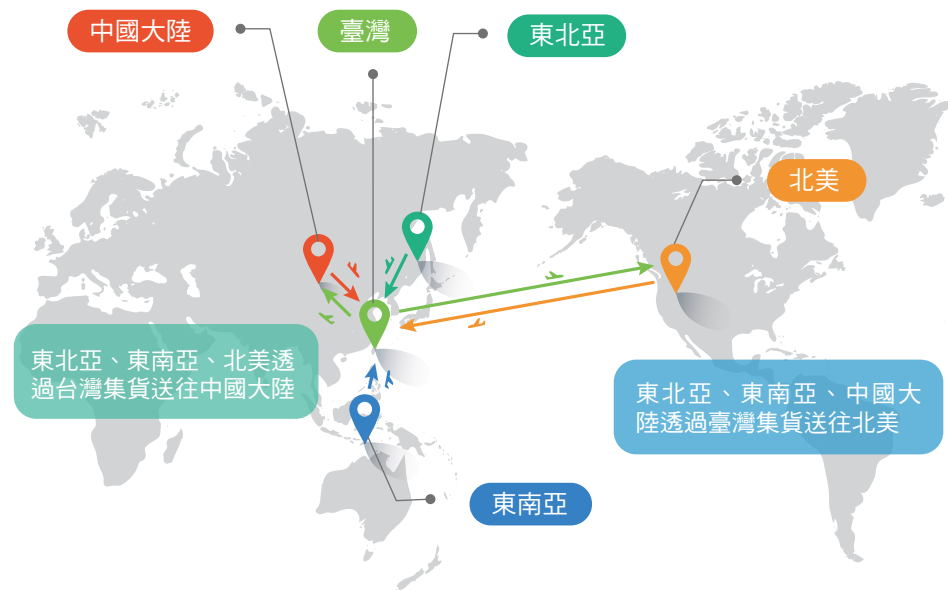 中國大陸
臺灣
東北亞
北美
東北亞、東南亞、北美透
過台灣集貨送往中國大陸
東北亞、東南亞、中國大
陸透過臺灣集貨送往北美
東南亞